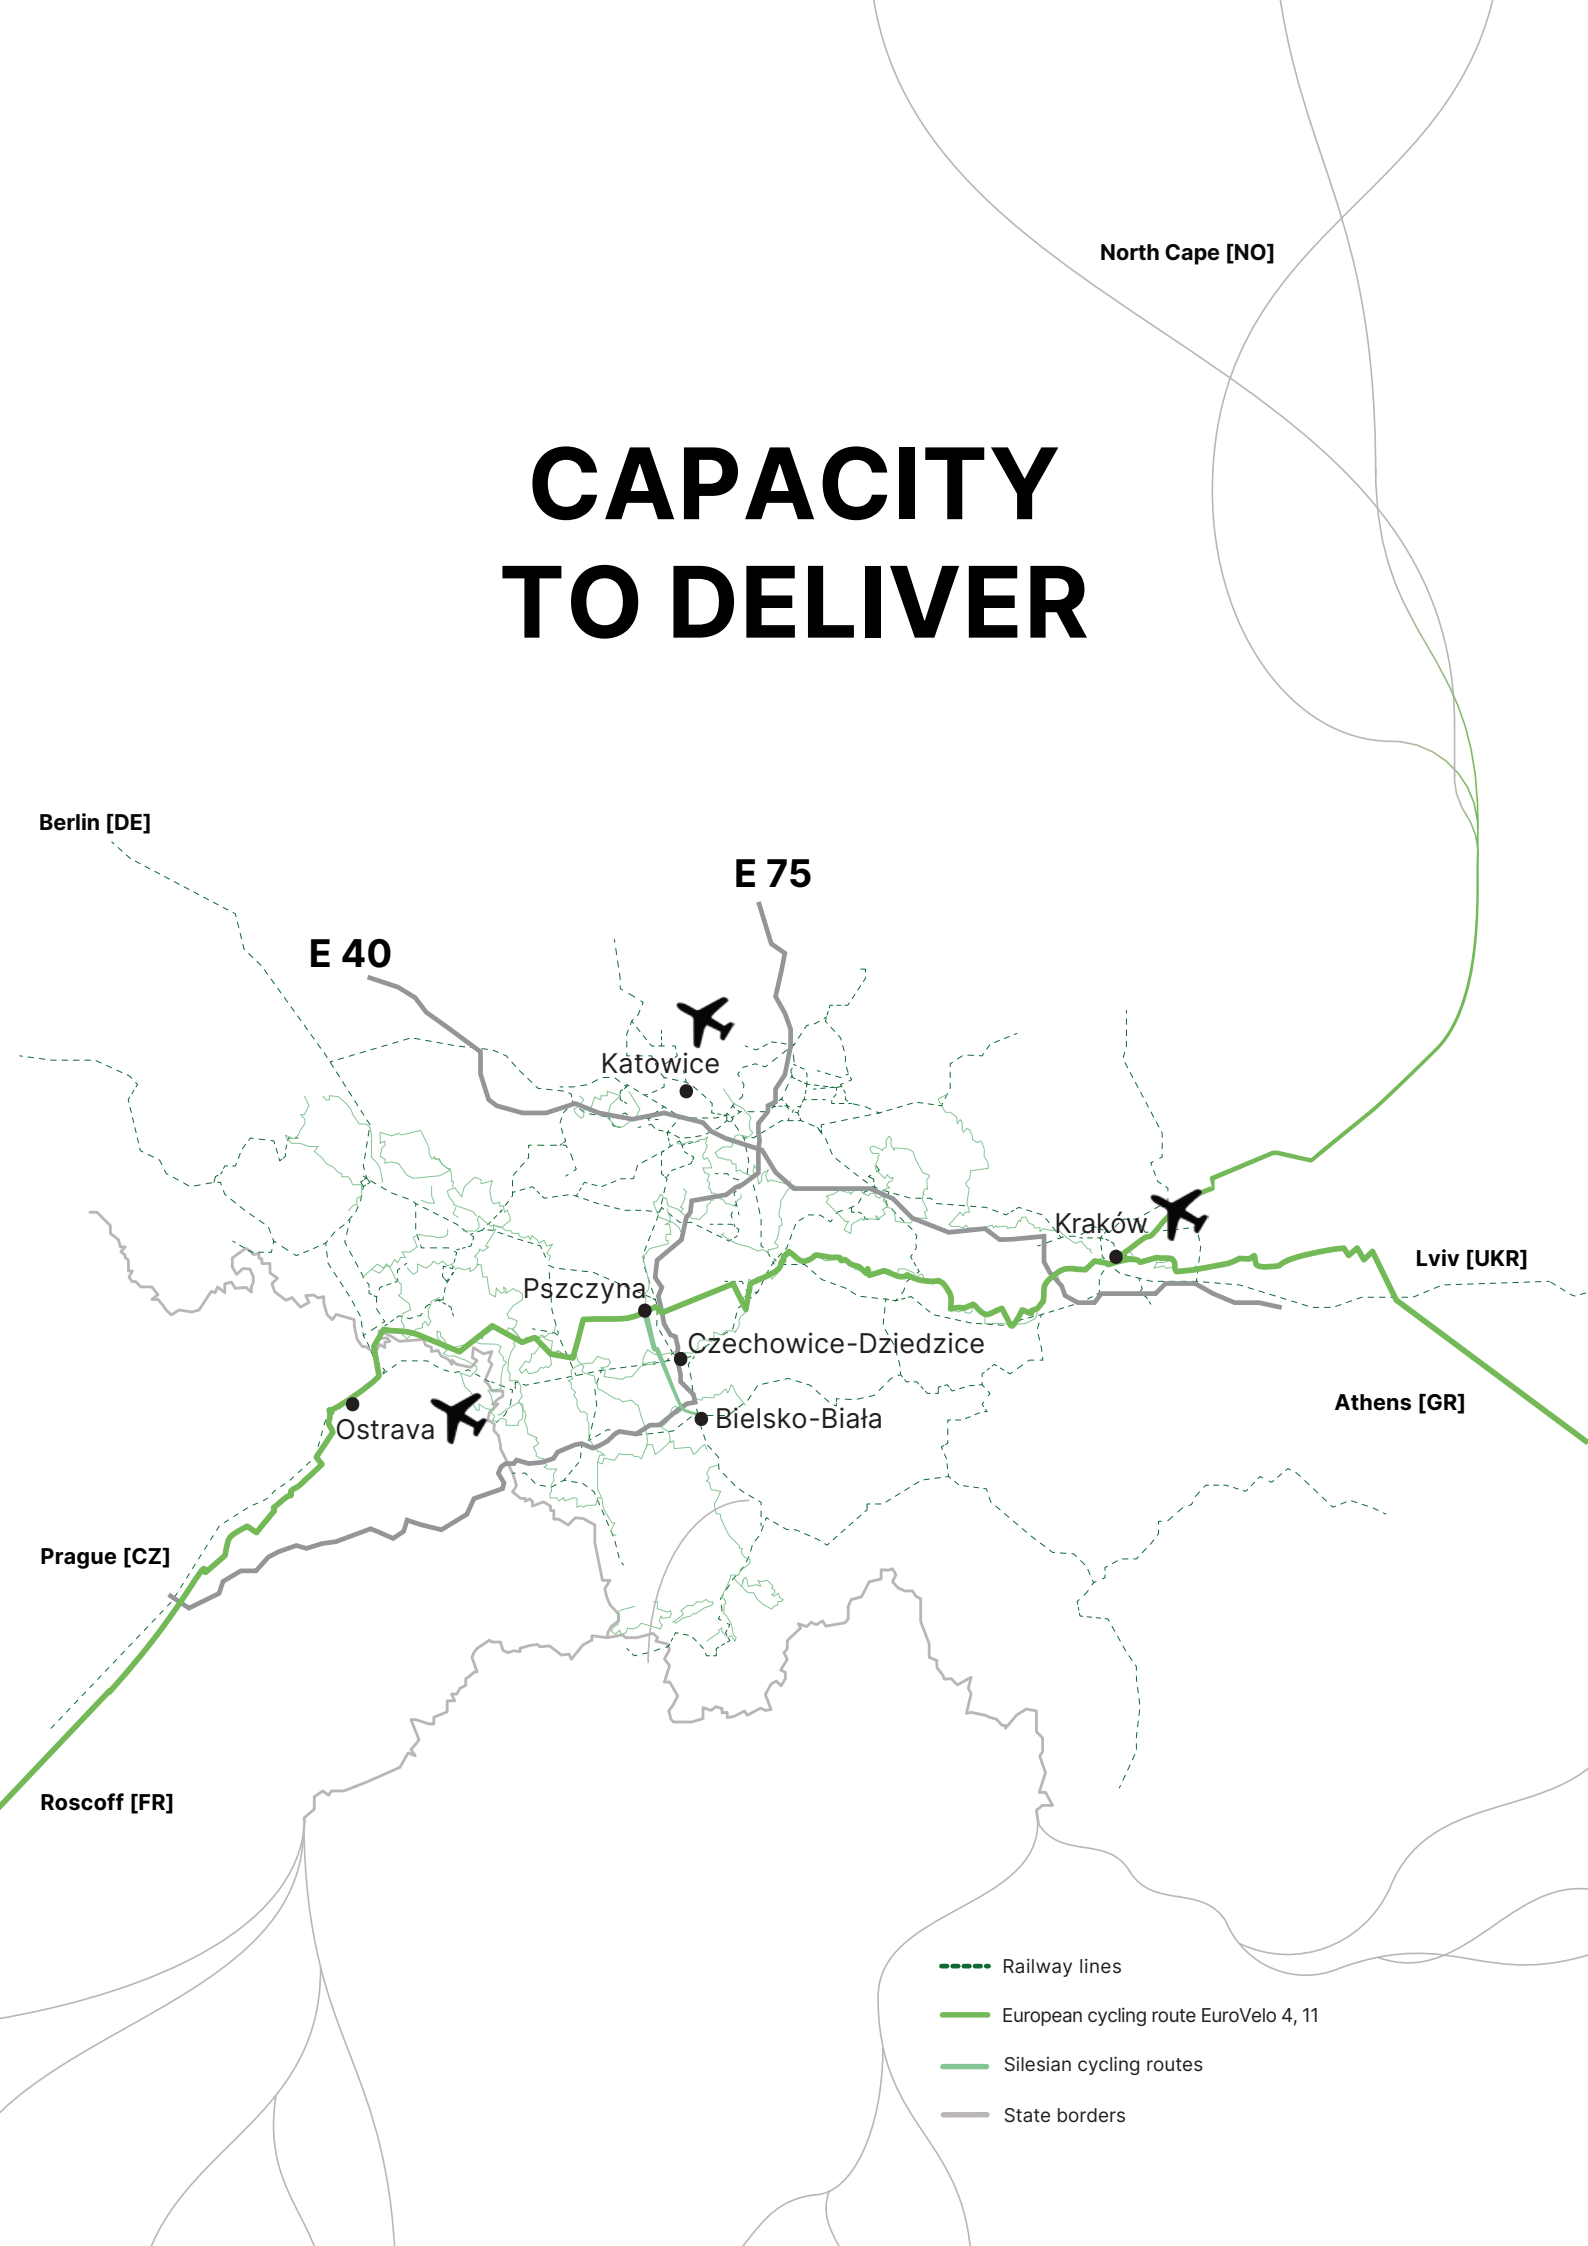 North Cape [NO]
CAPACITY
TO DELIVER
Berlin [DE]
E 75
E 40
Katowice
Kraków
Lviv [UKR]
Pszczyna
Czechowice-Dziedzice
Athens [GR]
Bielsko-Biała
Ostrava
Prague [CZ]
Roscoff [FR]
Railway lines
European cycling route EuroVelo 4, 11
Silesian cycling routes
State borders